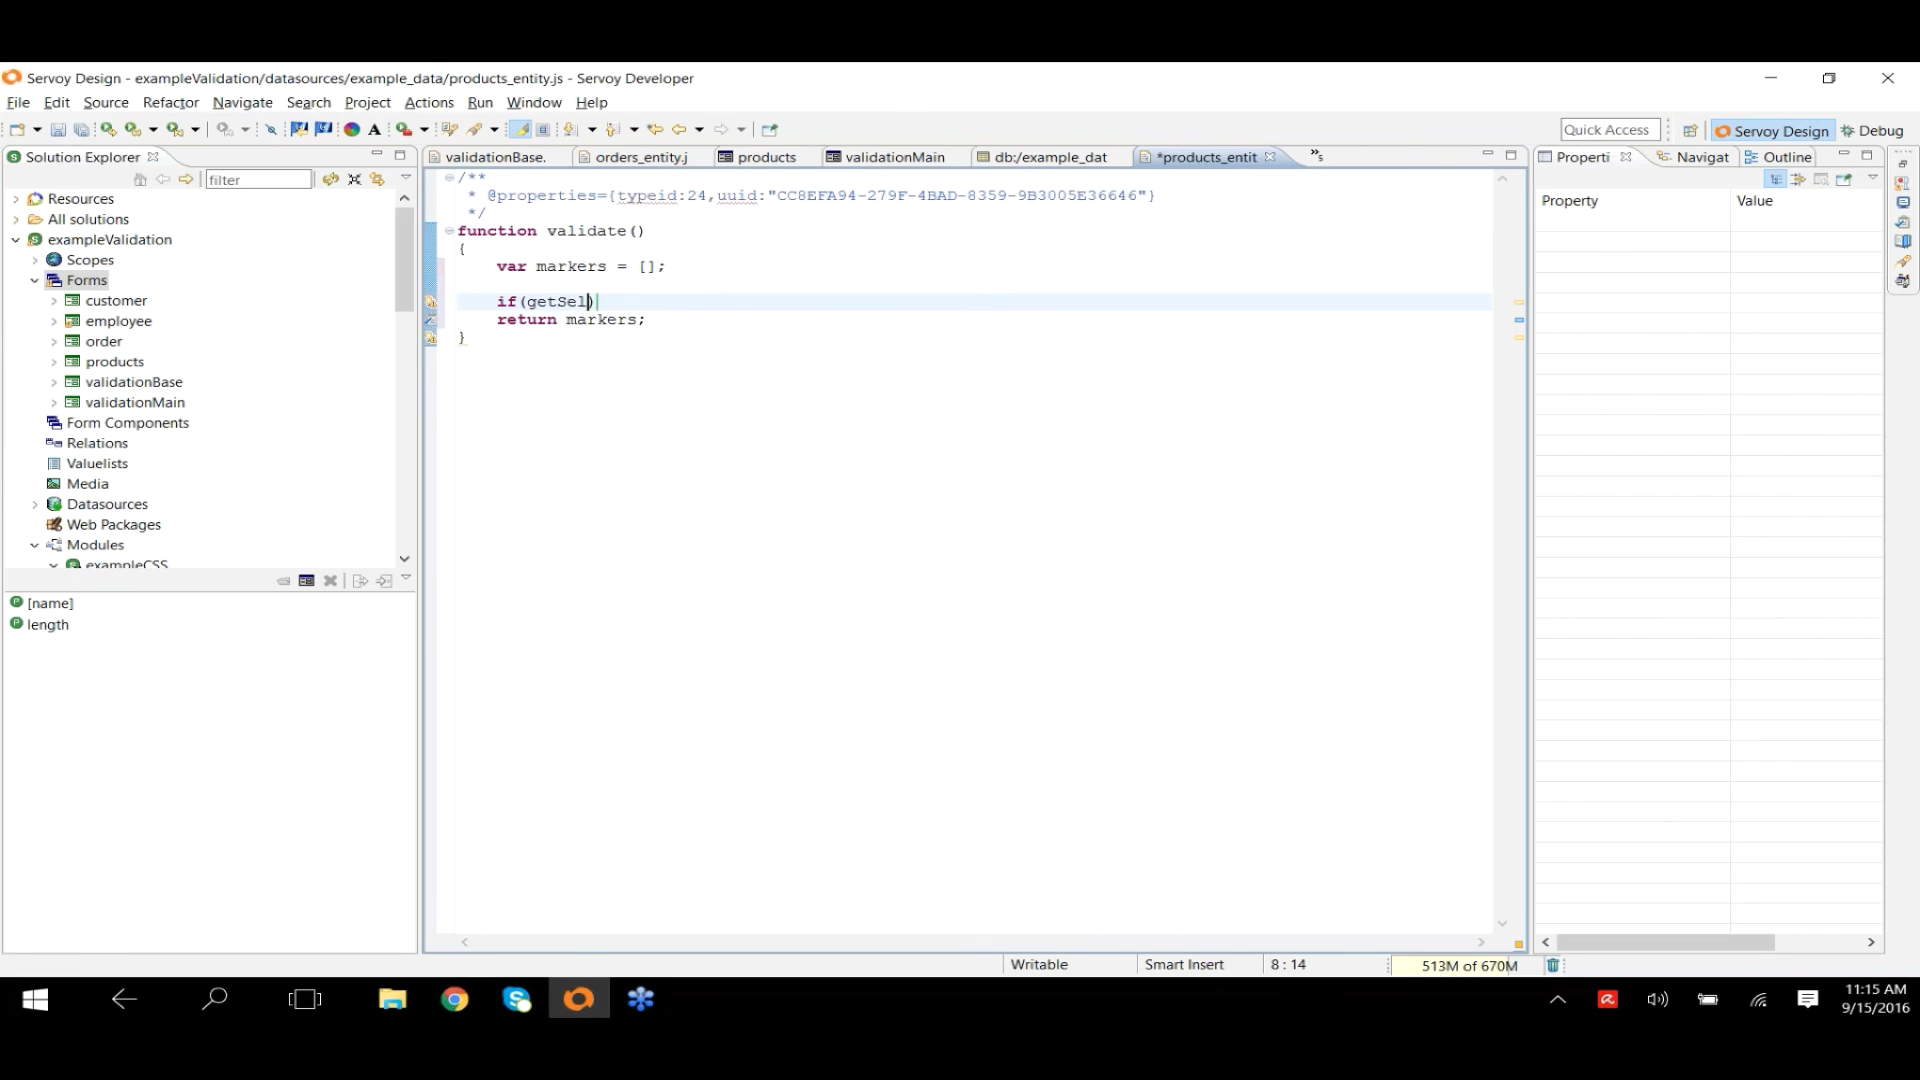 Servoy Design - exampleValidation/datasources/example_data/products_entity.js - Servoy Developer
File Edit Source Refactor Navigate Search Project Actions Run Window Help
Quick Access Servoy Design Debug
Solution Explorer
filter
Resources
All solutions
exampleValidation
Scopes
Forms
customer
employee
order
products
validationBase
validationMain
Form Components
Relations
Valuelists
Media
Datasources
Web Packages
Modules
exampleCSS
[name]
length
validationBase. orders_entity.j products validationMain db:/example_dat *products_entit »5
/**
* @properties={typeid:24,uuid:"CC8EFA94-279F-4BAD-8359-9B3005E36646"}
*/
function validate()
{
var markers = [];
if(getSel)
return markers;
}
Properti Navigat Outline
Property Value
Writable Smart Insert 8 : 14 513M of 670M
11:15 AM
9/15/2016